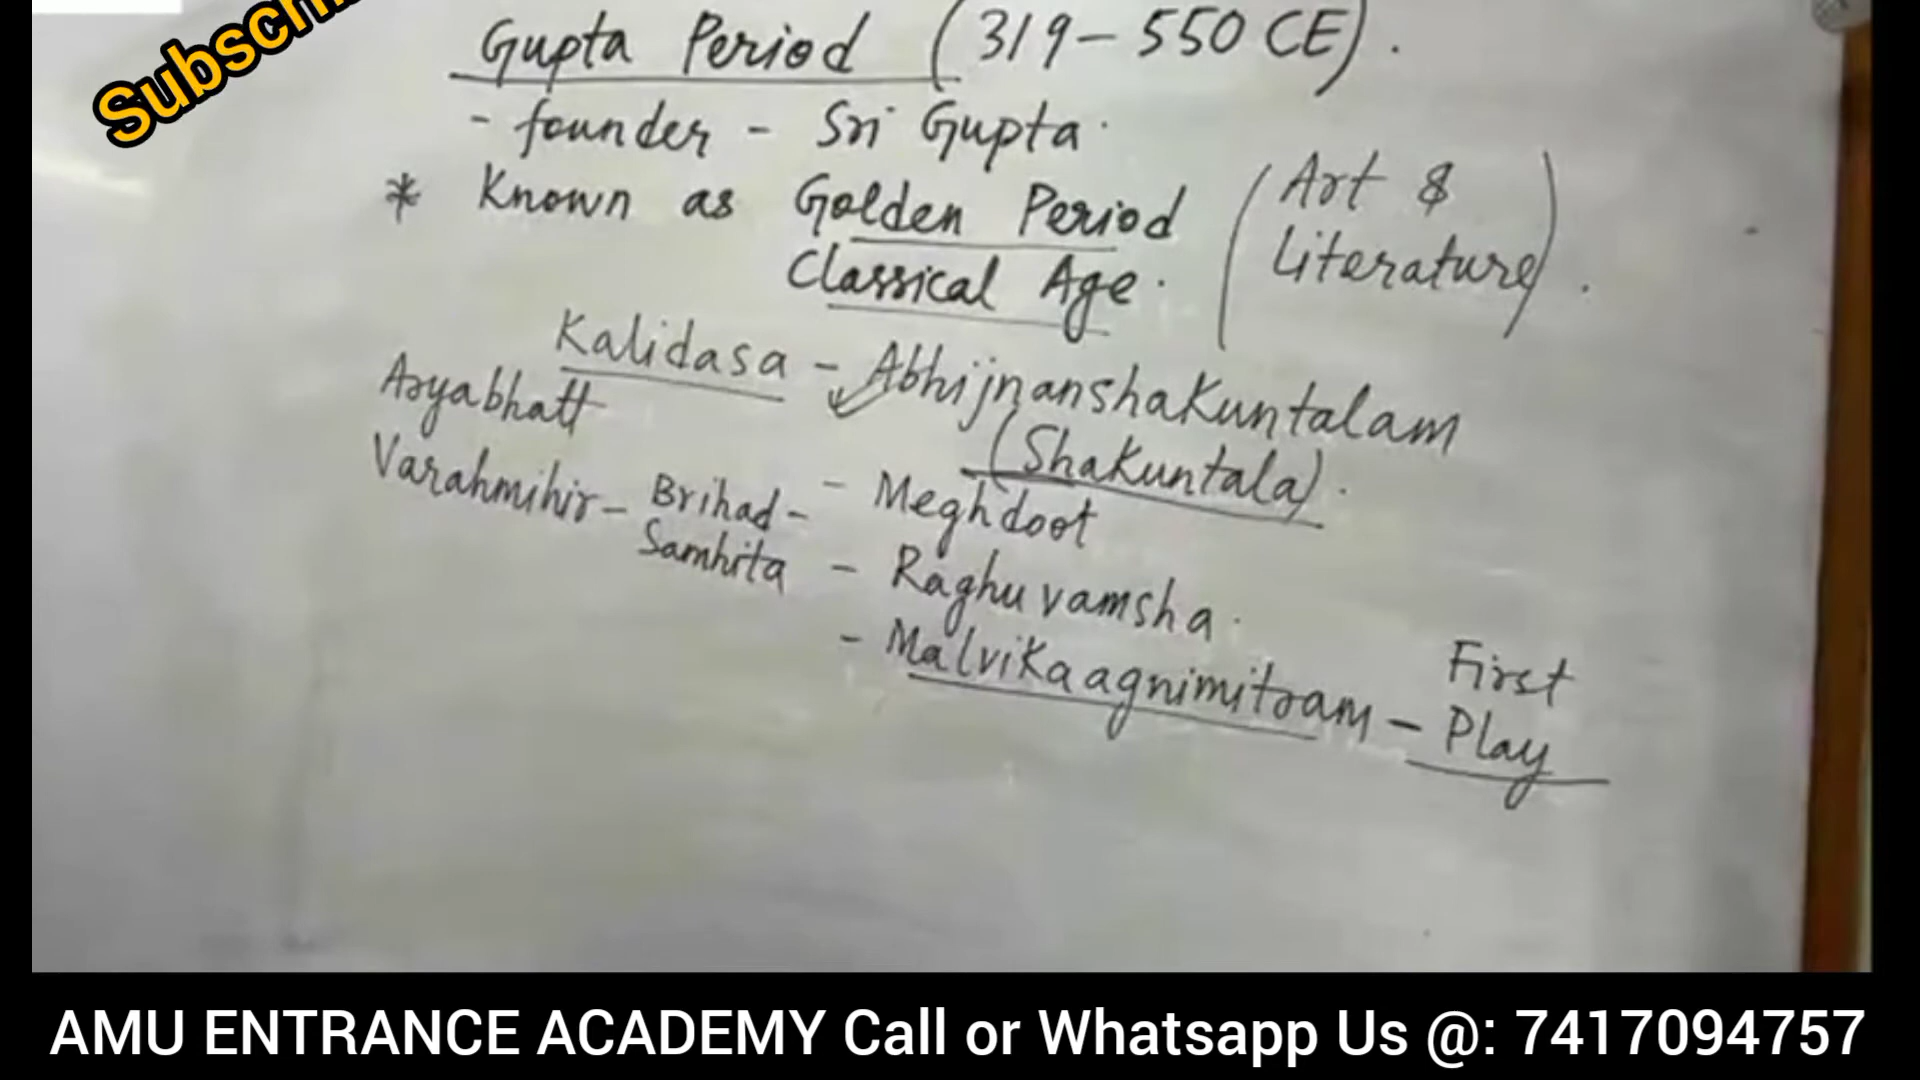 Subscri
Gupta Period (319 - 550 CE).
- founder - Sri Gupta.
* Known as Golden Period
Classical Age.
(Art &
Literature).
Kalidasa - Abhijnanshakuntalam
(Shakuntala).
Aryabhatt
Varahmihir - Brihad -
Samhita
- Meghdoot
- Raghuvamsha.
- Malvikaagnimitram - First
Play
AMU ENTRANCE ACADEMY Call or Whatsapp Us @: 7417094757